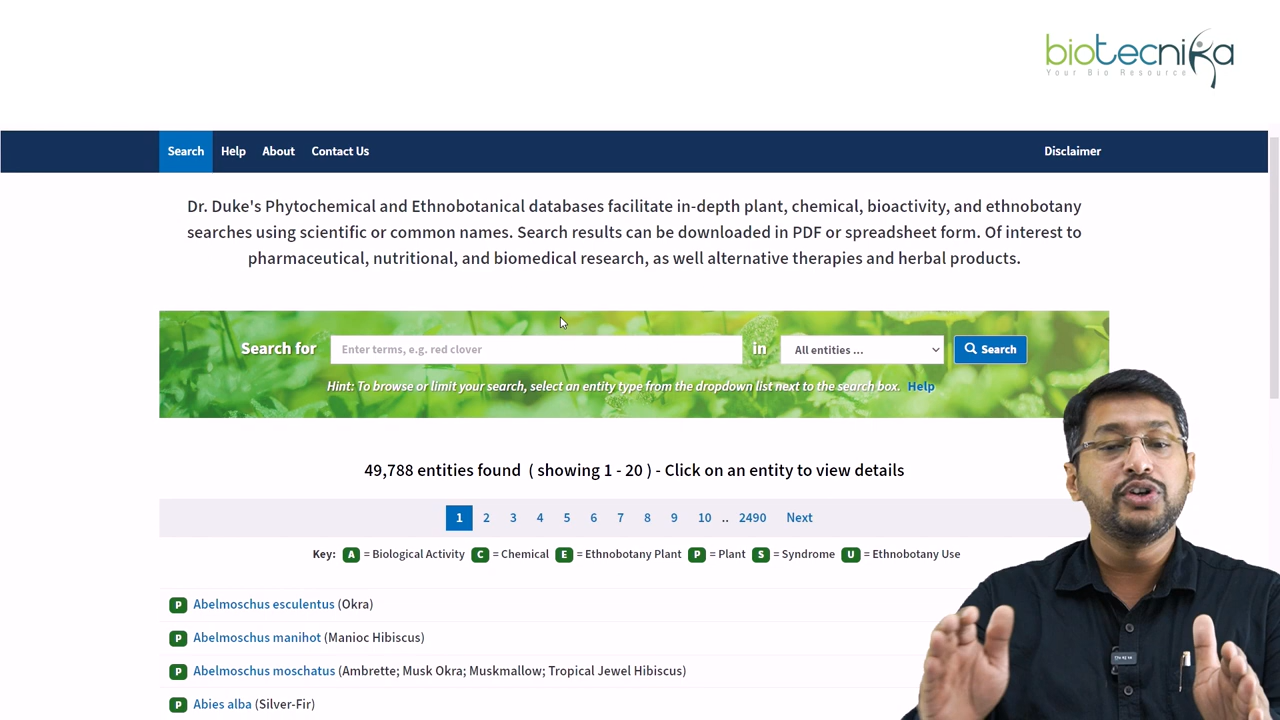 biotecnika
Your Bio Resource
Search Help About Contact Us Disclaimer
Dr. Duke's Phytochemical and Ethnobotanical databases facilitate in-depth plant, chemical, bioactivity, and ethnobotany
searches using scientific or common names. Search results can be downloaded in PDF or spreadsheet form. Of interest to
pharmaceutical, nutritional, and biomedical research, as well alternative therapies and herbal products.
Search for Enter terms, e.g. red clover in All entities ... Search
Hint: To browse or limit your search, select an entity type from the dropdown list next to the search box. Help
49,788 entities found ( showing 1 - 20 ) - Click on an entity to view details
1 2 3 4 5 6 7 8 9 10 .. 2490 Next
Key: A = Biological Activity C = Chemical E = Ethnobotany Plant P = Plant S = Syndrome U = Ethnobotany Use
P Abelmoschus esculentus (Okra)
P Abelmoschus manihot (Manioc Hibiscus)
P Abelmoschus moschatus (Ambrette; Musk Okra; Muskmallow; Tropical Jewel Hibiscus)
P Abies alba (Silver-Fir)